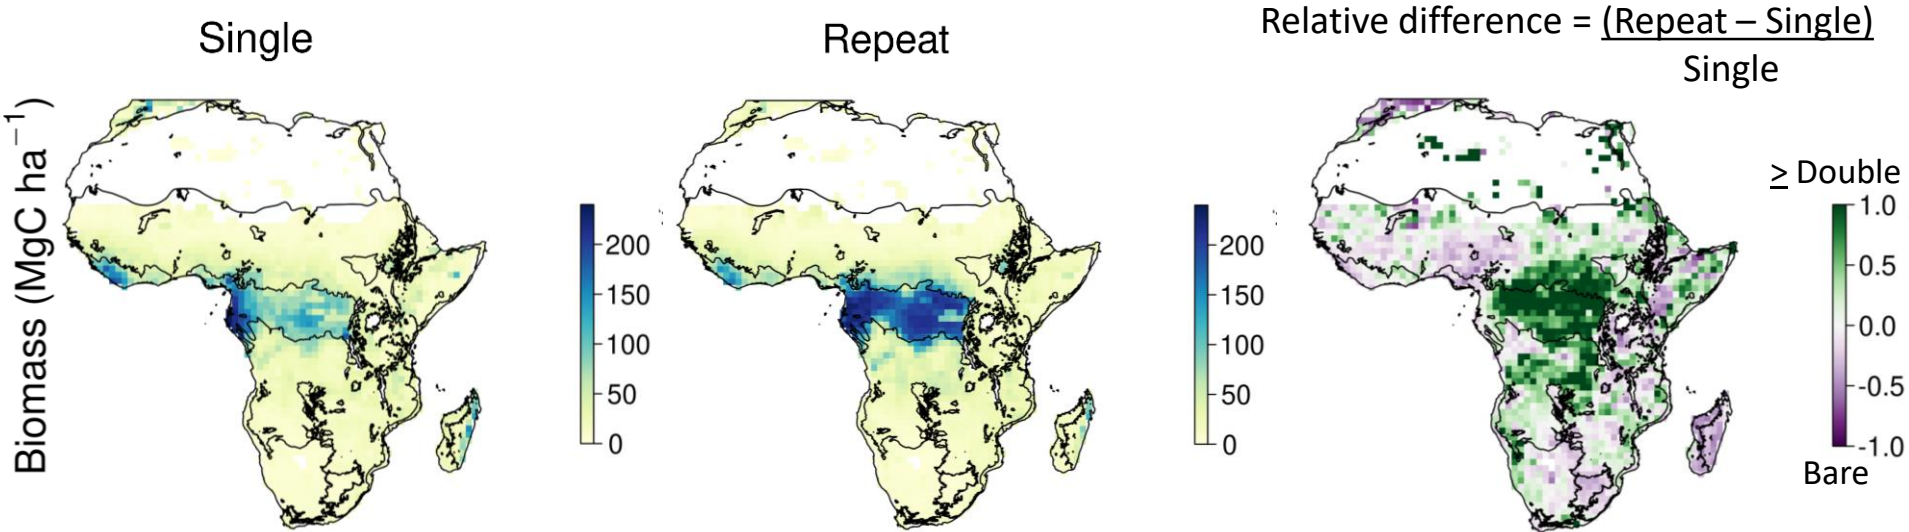 Single
Repeat
Relative difference = (Repeat – Single)
Single
Biomass (MgC ha⁻¹)
200
150
100
50
0
200
150
100
50
0
≥ Double
1.0
0.5
0.0
-0.5
-1.0
Bare